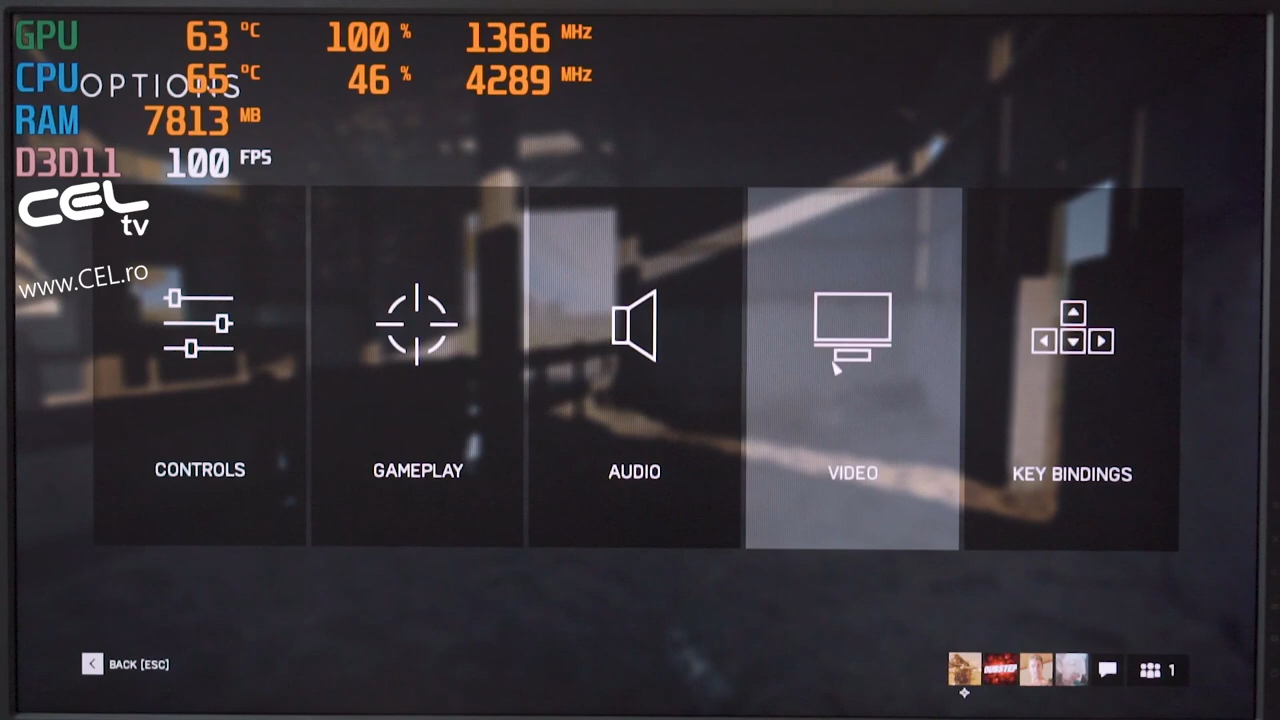 GPU 63 °C 100 % 1366 MHz
CPU 65 °C 46 % 4289 MHz
OPTIONS
RAM 7813 MB
D3D11 100 FPS
CEL
tv
www.CEL.ro
CONTROLS GAMEPLAY AUDIO VIDEO KEY BINDINGS
BACK [ESC] DUBSTEP 1